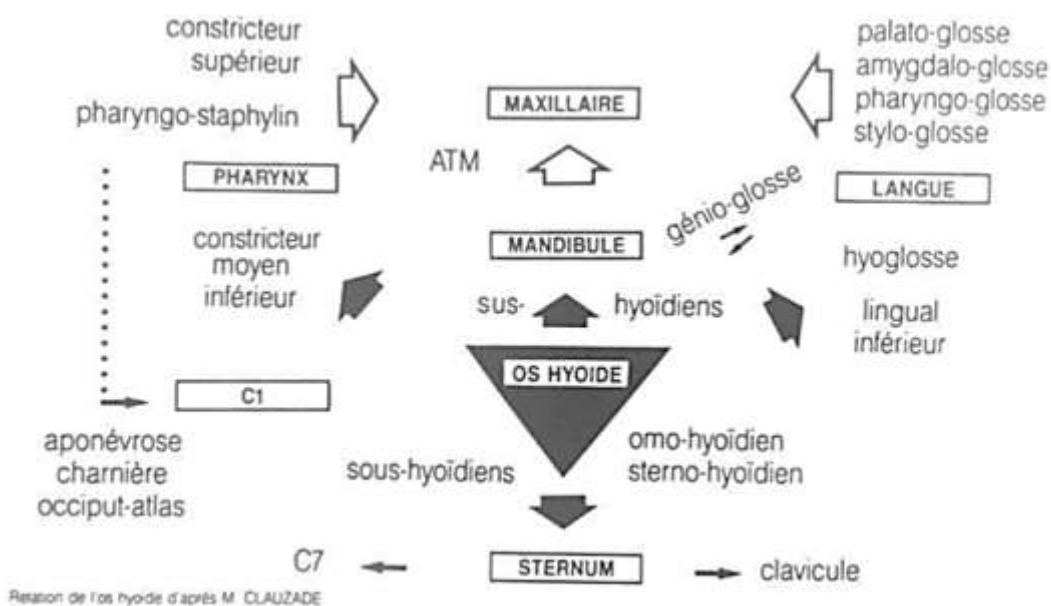 constricteur
supérieur
pharyngo-staphylin
palato-glosse
amygdalo-glosse
pharyngo-glosse
stylo-glosse
MAXILLAIRE
ATM
PHARYNX
génio-glosse
LANGUE
constricteur
moyen
inférieur
MANDIBULE
hyoglosse
lingual
inférieur
sus- hyoïdiens
OS HYOIDE
C1
aponévrose
charnière
occiput-atlas
sous-hyoïdiens
omo-hyoïdien
sterno-hyoïdien
C7
STERNUM
clavicule
Relation de l'os hyoide d'après M. CLAUZADE